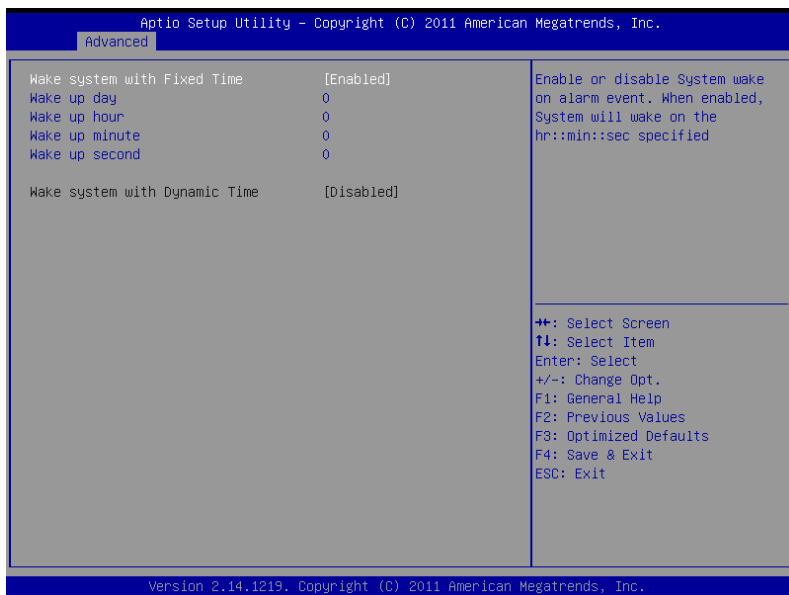 Aptio Setup Utility – Copyright (C) 2011 American Megatrends, Inc.
Advanced
Wake system with Fixed Time [Enabled]
Wake up day 0
Wake up hour 0
Wake up minute 0
Wake up second 0
Wake system with Dynamic Time [Disabled]
Enable or disable System wake
on alarm event. When enabled,
System will wake on the
hr::min::sec specified
→←: Select Screen
↑↓: Select Item
Enter: Select
+/-: Change Opt.
F1: General Help
F2: Previous Values
F3: Optimized Defaults
F4: Save & Exit
ESC: Exit
Version 2.14.1219. Copyright (C) 2011 American Megatrends, Inc.